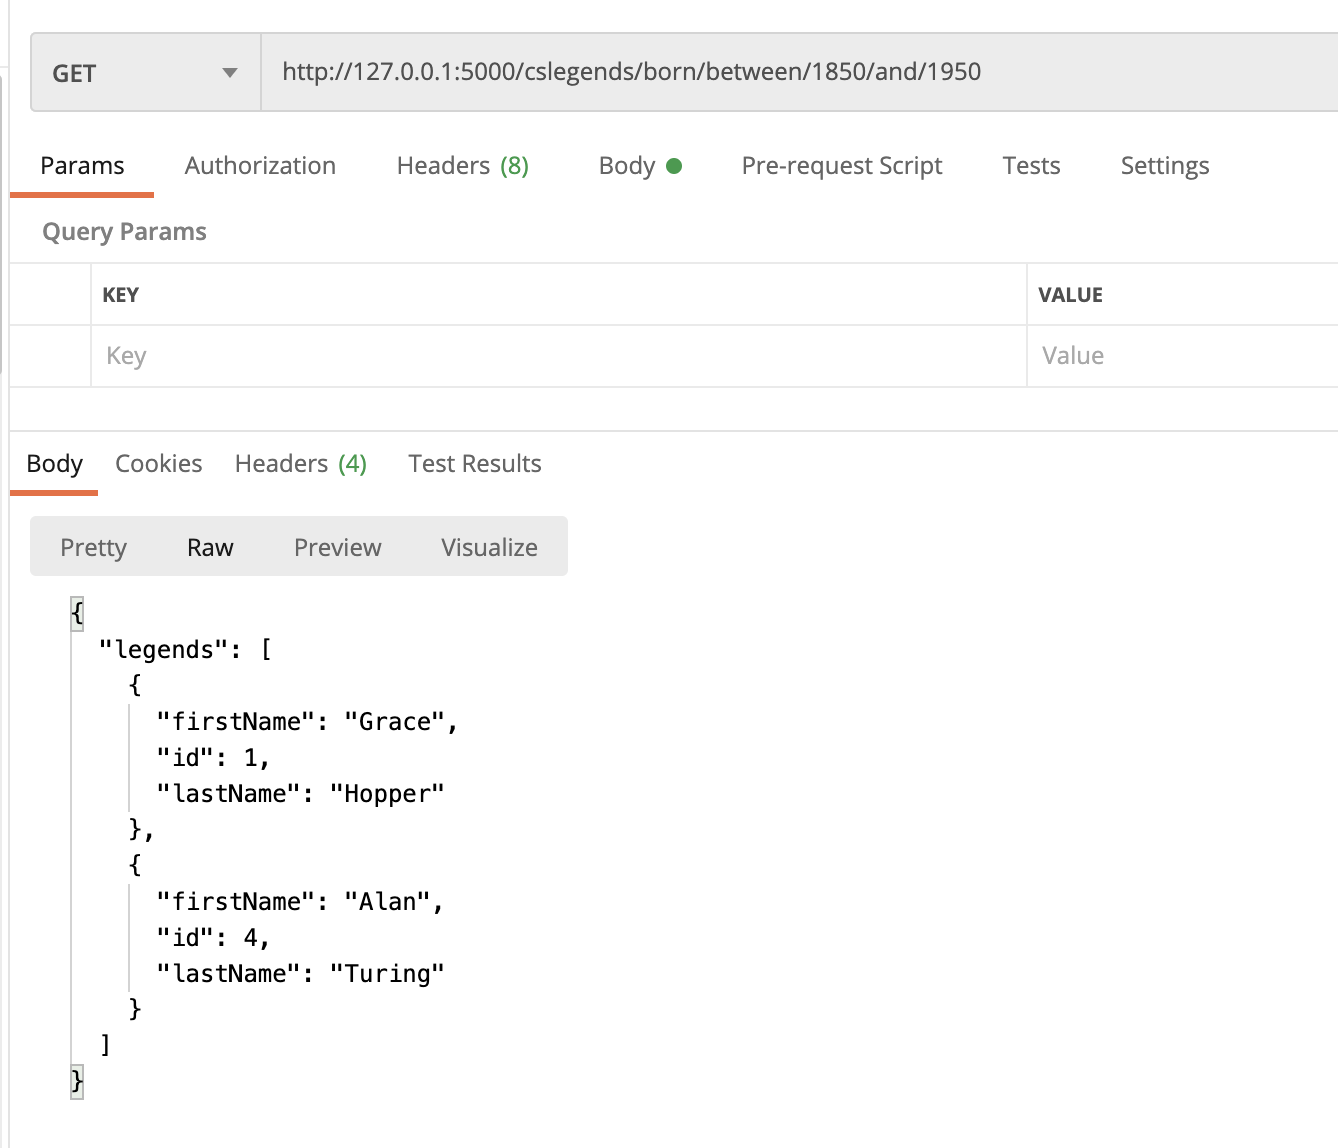 GET http://127.0.0.1:5000/cslegends/born/between/1850/and/1950
Params Authorization Headers (8) Body Pre-request Script Tests Settings
Query Params
KEY VALUE
Key Value
Body Cookies Headers (4) Test Results
Pretty Raw Preview Visualize
{
"legends": [
{
"firstName": "Grace",
"id": 1,
"lastName": "Hopper"
},
{
"firstName": "Alan",
"id": 4,
"lastName": "Turing"
}
]
}